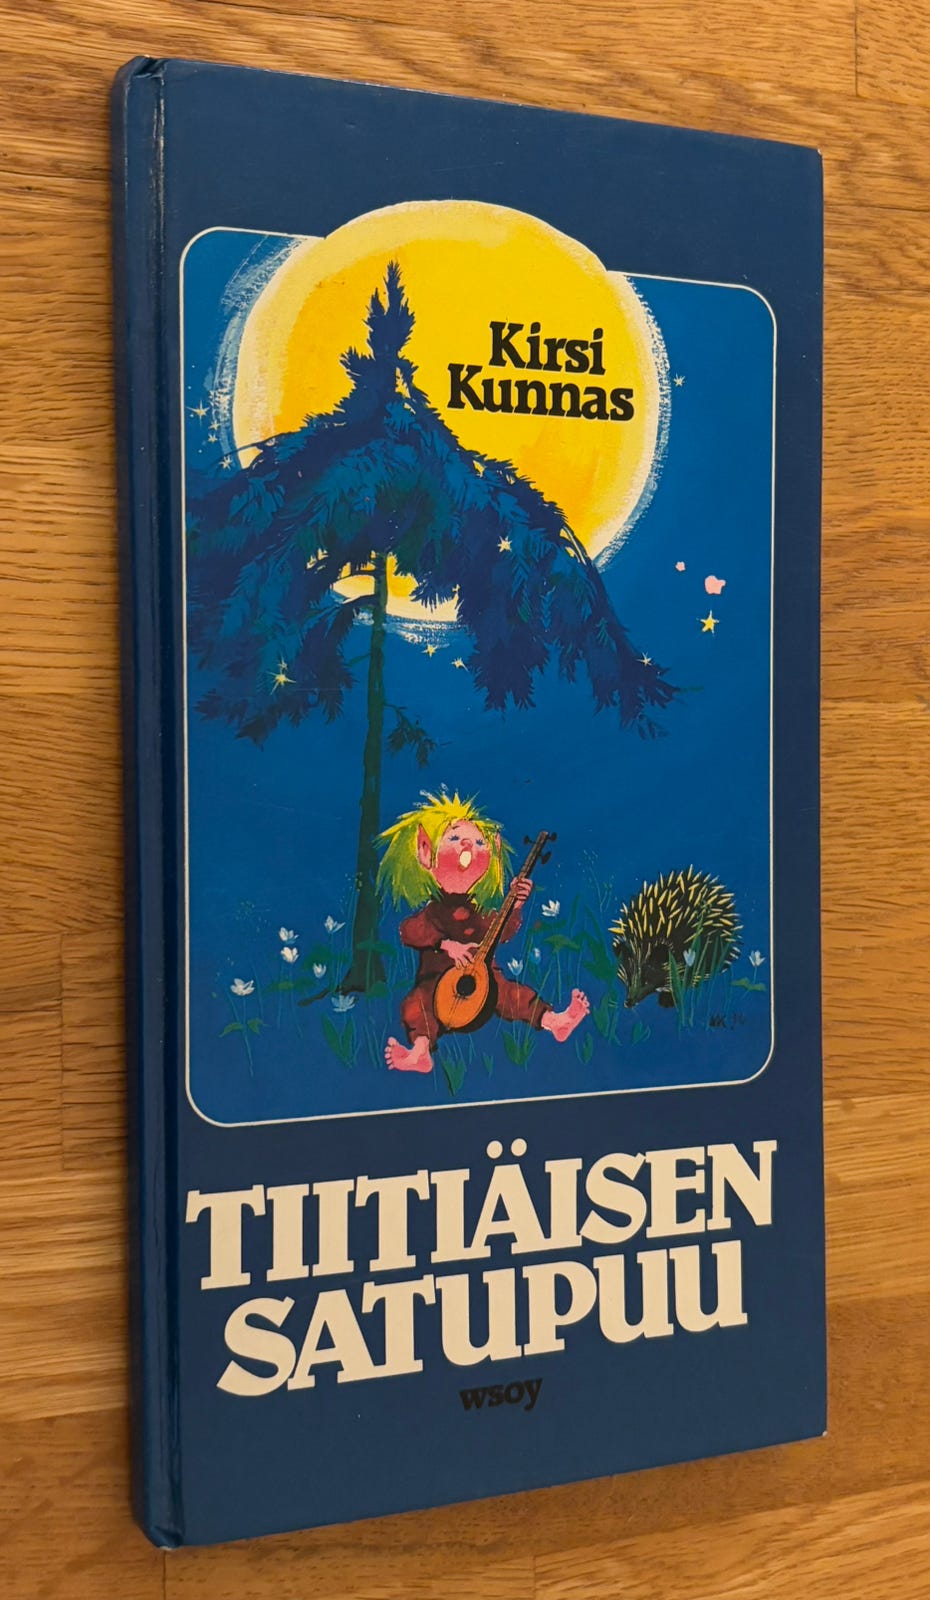 Kirsi
Kunnas
TIITIÄISEN
SATUPUU
wsoy